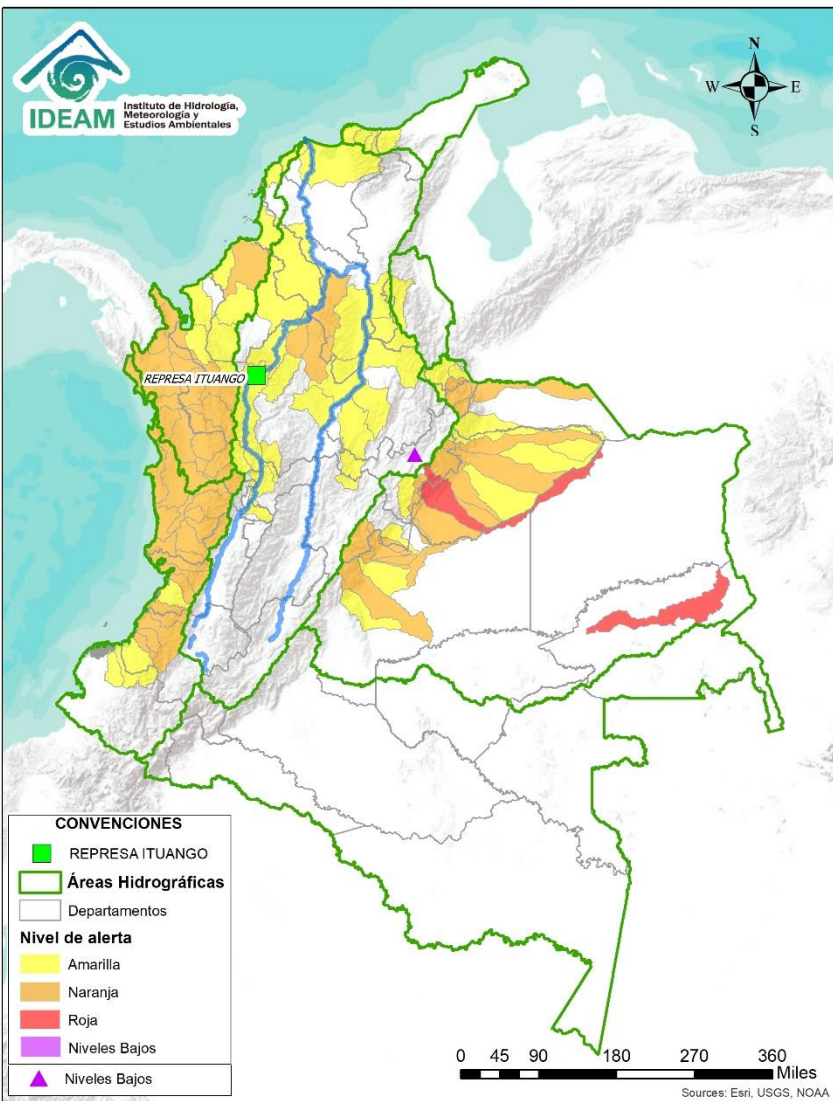 IDEAM
Instituto de Hidrología,
Meteorología y
Estudios Ambientales
N
W
E
S
REPRESA ITUANGO
CONVENCIONES
REPRESA ITUANGO
Áreas Hidrográficas
Departamentos
Nivel de alerta
Amarilla
Naranja
Roja
Niveles Bajos
Niveles Bajos
0 45 90 180 270 360
Miles
Sources: Esri, USGS, NOAA